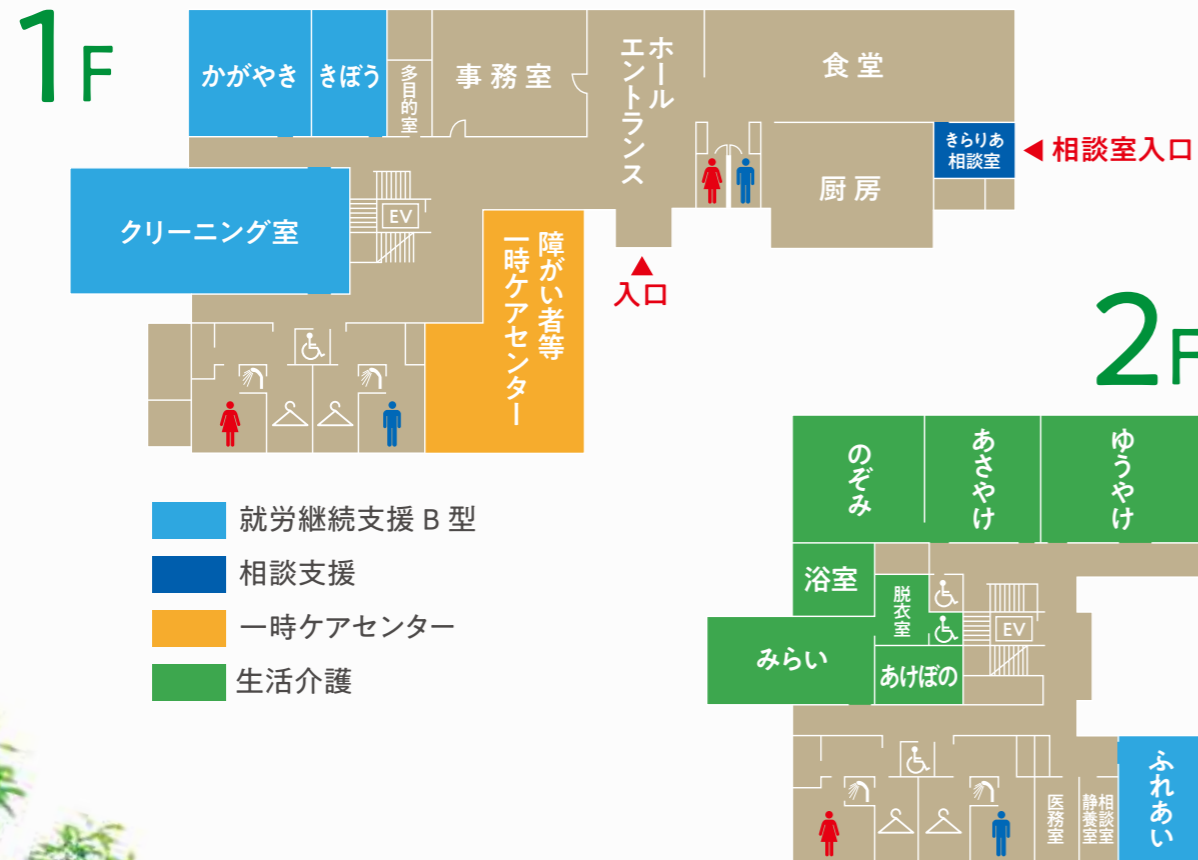 1F
かがやき
きぼう
多目的室
事務室
エントランス
ホール
食堂
きらりあ
相談室
◀相談室入口
厨房
クリーニング室
EV
障がい者等
一時ケアセンター
▲
入口
2F
就労継続支援 B 型
相談支援
一時ケアセンター
生活介護
のぞみ
あさやけ
ゆうやけ
浴室
脱衣室
EV
みらい
あけぼの
医務室
相談室
静養室
ふれあい